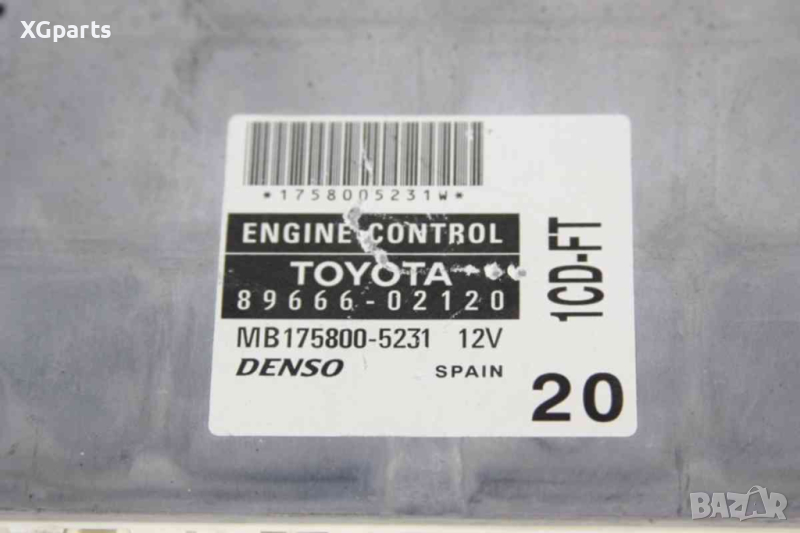 XGparts
*1758005231W*
ENGINE CONTROL
TOYOTA
89666-02120
MB175800-5231 12V
DENSO SPAIN
1CD-FT
20
BAZAR